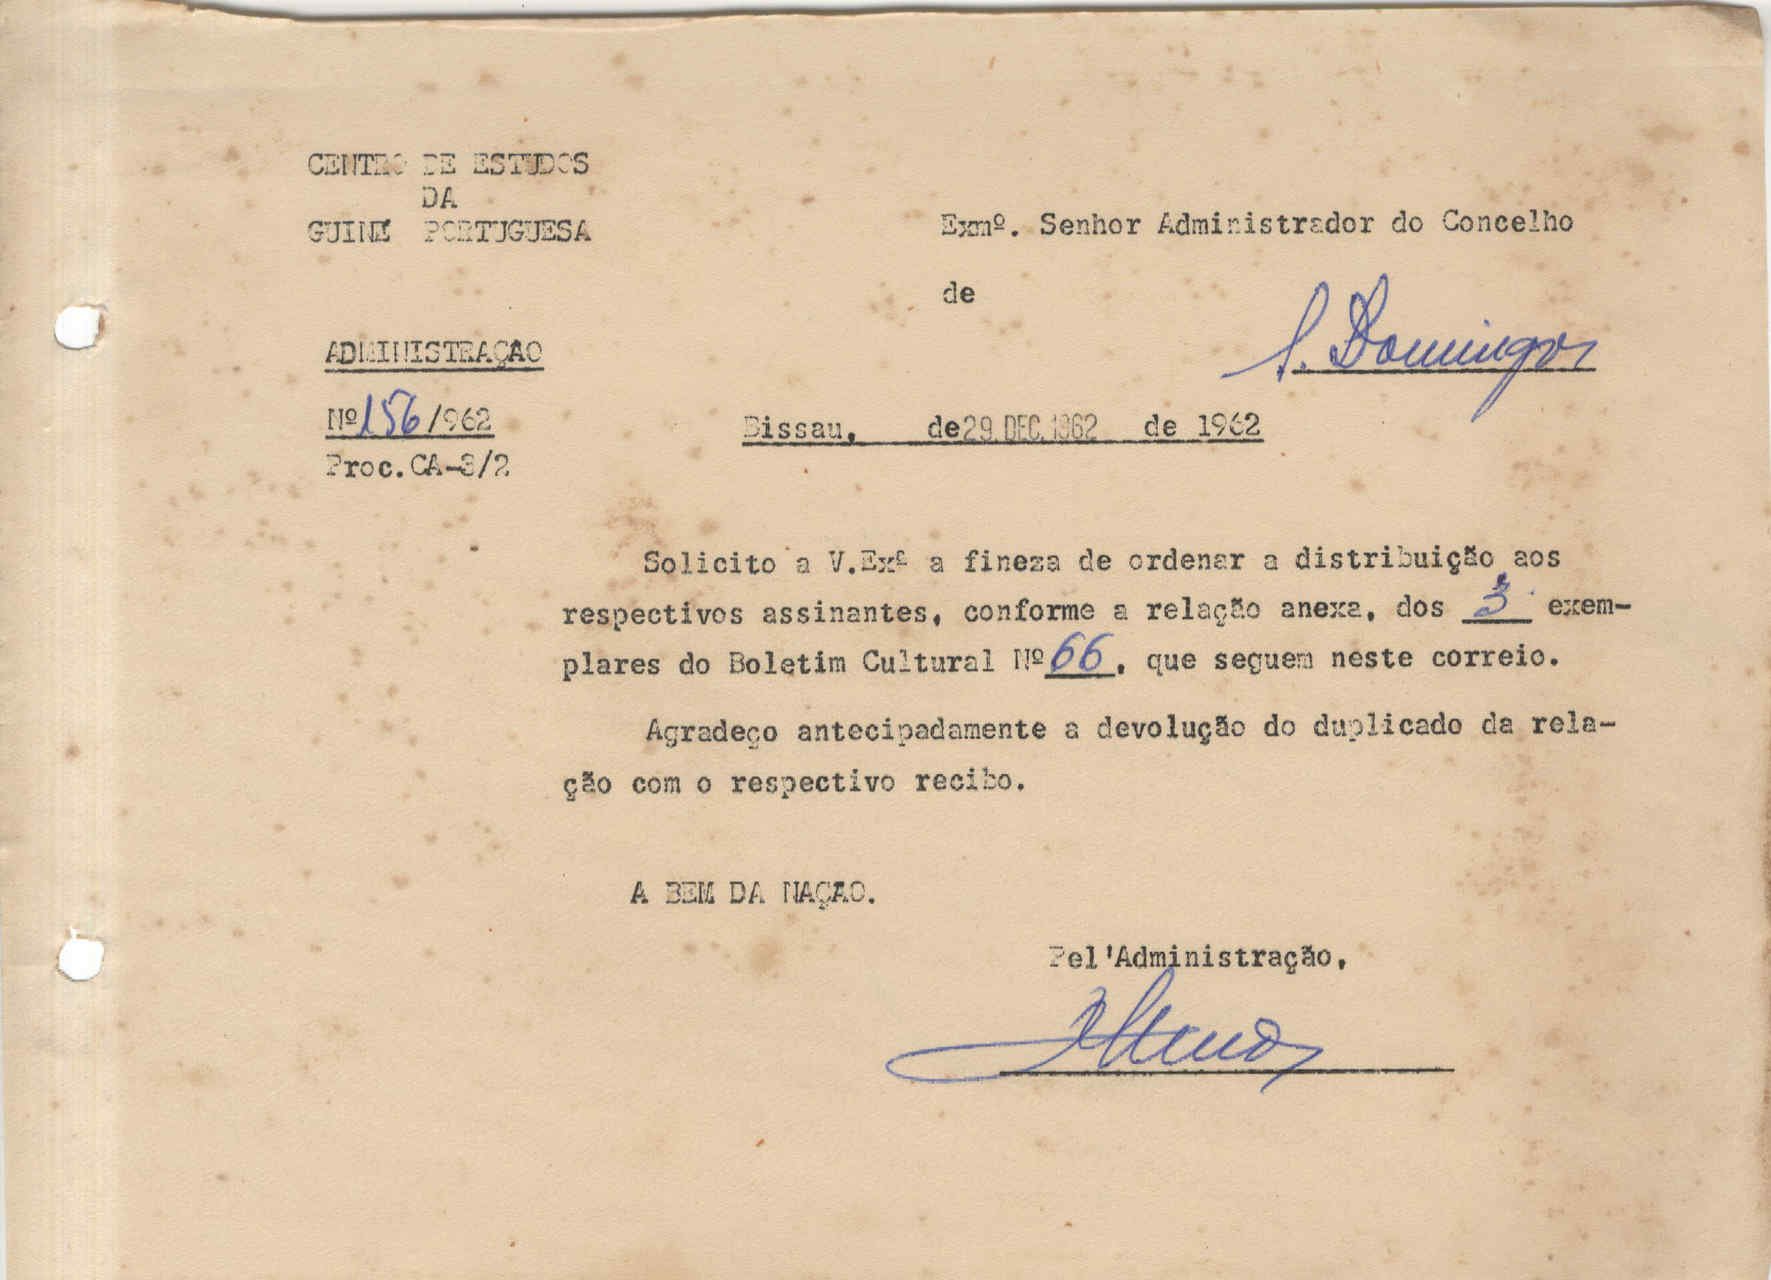 CENTRO DE ESTUDOS
DA
GUINÉ PORTUGUESA
Exmº. Senhor Administrador do Concelho
de
S. Domingos
ADMINISTRAÇÃO
Nº156/962
Proc.CA-3/2
Bissau, de 29.DEC.1962 de 1962
Solicito a V.Exª a fineza de ordenar a distribuição aos
respectivos assinantes, conforme a relação anexa, dos 3 exem-
plares do Boletim Cultural Nº66, que seguem neste correio.
Agradeço antecipadamente a devolução do duplicado da rela-
ção com o respectivo recibo.
A BEM DA NAÇÃO.
Pel'Administração,